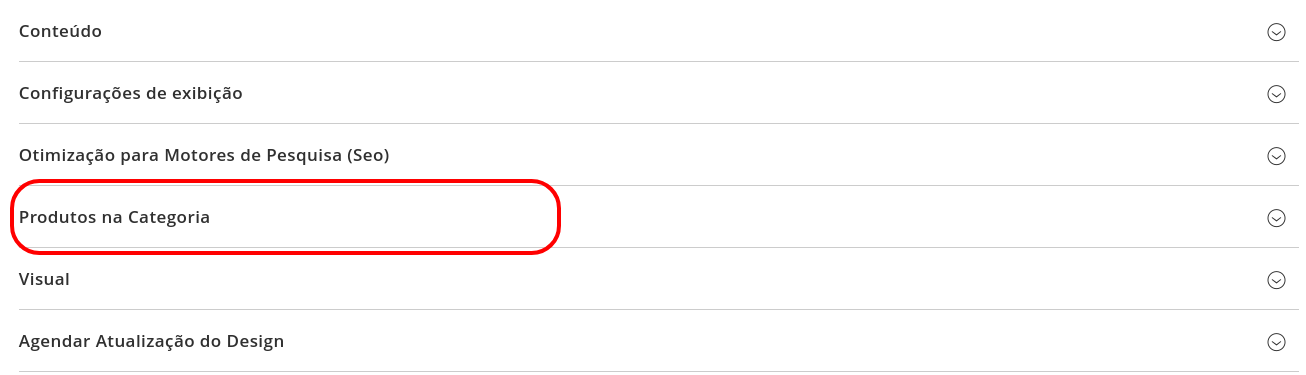 Conteúdo
Configurações de exibição
Otimização para Motores de Pesquisa (Seo)
Produtos na Categoria
Visual
Agendar Atualização do Design